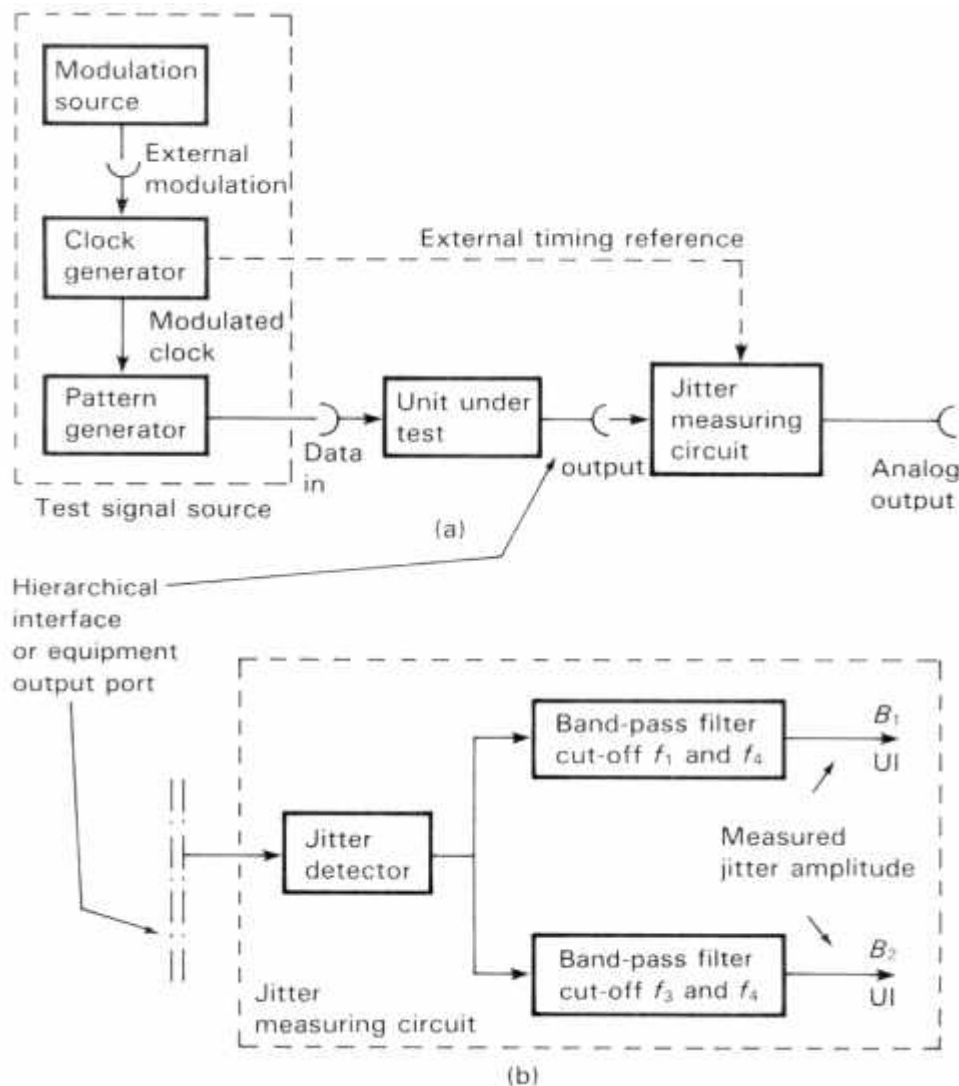 Modulation
source
External
modulation
Clock
generator
External timing reference
Modulated
clock
Pattern
generator
Data
in
Unit under
test
output
Jitter
measuring
circuit
Analog
output
Test signal source
(a)
Hierarchical
interface
or equipment
output port
Band-pass filter
cut-off f₁ and f₄
B₁
UI
Jitter
detector
Measured
jitter amplitude
Band-pass filter
cut-off f₃ and f₄
B₂
UI
Jitter
measuring circuit
(b)